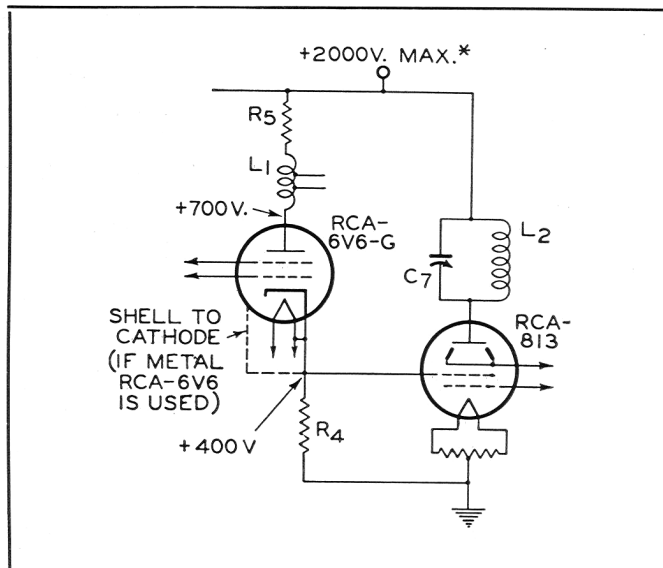 +2000V. MAX.*
R5
L1
+700V.
RCA-
6V6-G
L2
C7
SHELL TO
CATHODE
(IF METAL
RCA-6V6
IS USED)
RCA-
813
+400 V
R4